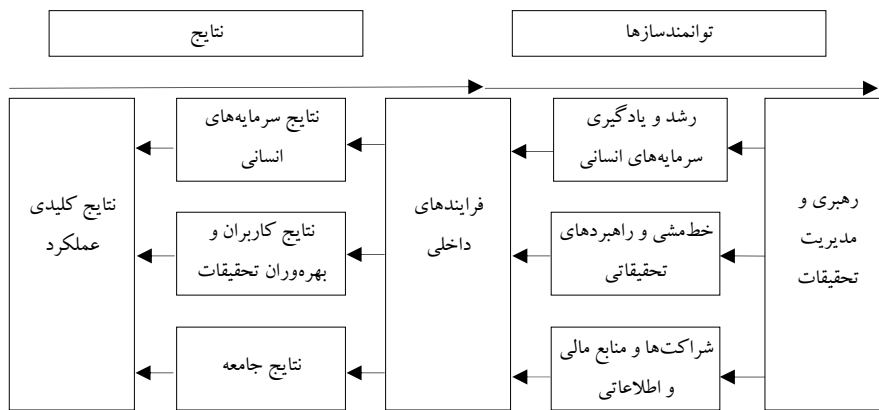 توانمندسازها
نتایج
رهبری و
مدیریت
تحقیقات
رشد و یادگیری
سرمایه‌های انسانی
خط‌مشی و راهبردهای
تحقیقاتی
شراکت‌ها و منابع مالی
و اطلاعاتی
فرایندهای
داخلی
نتایج سرمایه‌های
انسانی
نتایج کاربران و
بهره‌وران تحقیقات
نتایج جامعه
نتایج کلیدی
عملکرد